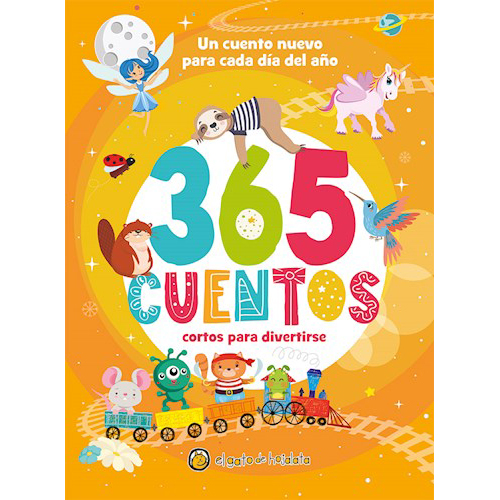 Un cuento nuevo
para cada día del año
365
CUENTOS
cortos para divertirse
el gato de hojalata